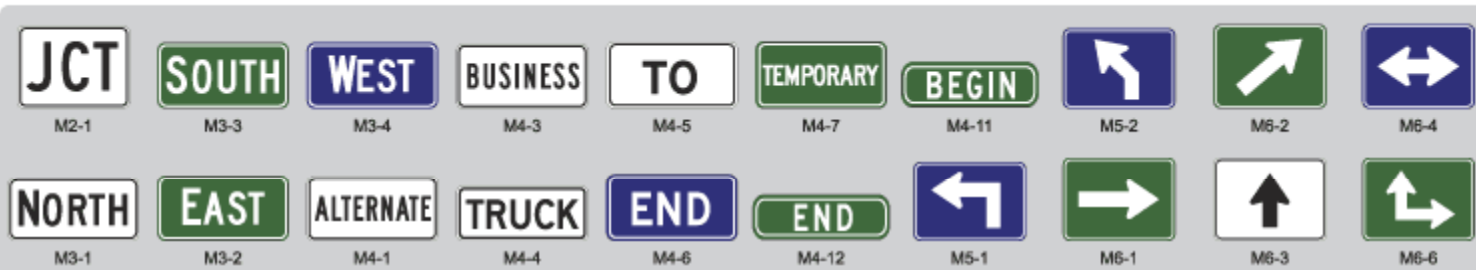 JCT SOUTH WEST BUSINESS TO TEMPORARY BEGIN
M2-1 M3-3 M3-4 M4-3 M4-5 M4-7 M4-11 M5-2 M6-2 M6-4
NORTH EAST ALTERNATE TRUCK END END
M3-1 M3-2 M4-1 M4-4 M4-6 M4-12 M5-1 M6-1 M6-3 M6-6